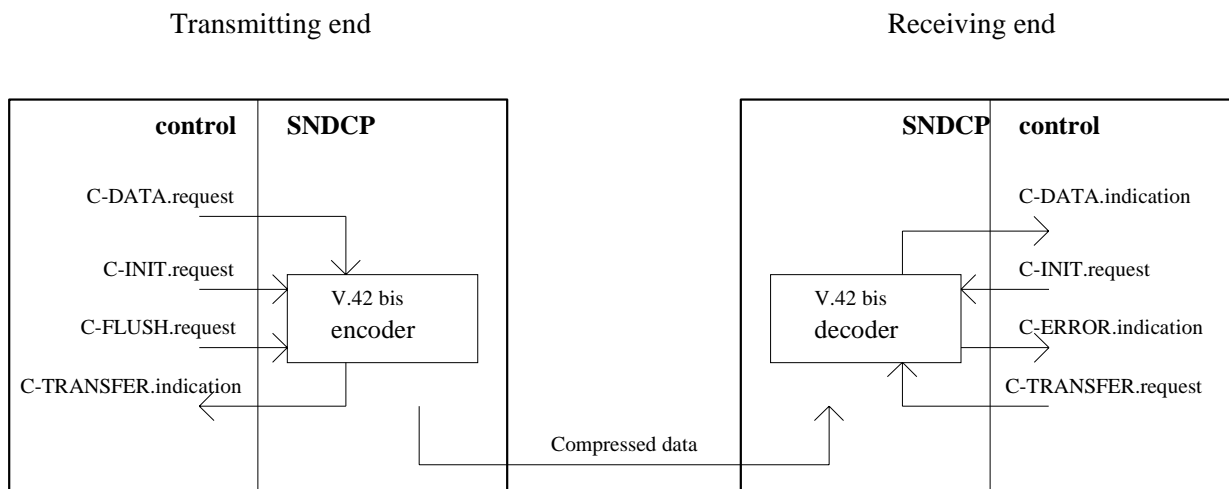 Transmitting end
Receiving end
control
SNDCP
C-DATA.request
C-INIT.request
C-FLUSH.request
C-TRANSFER.indication
V.42 bis
encoder
Compressed data
SNDCP
control
C-DATA.indication
C-INIT.request
C-ERROR.indication
C-TRANSFER.request
V.42 bis
decoder